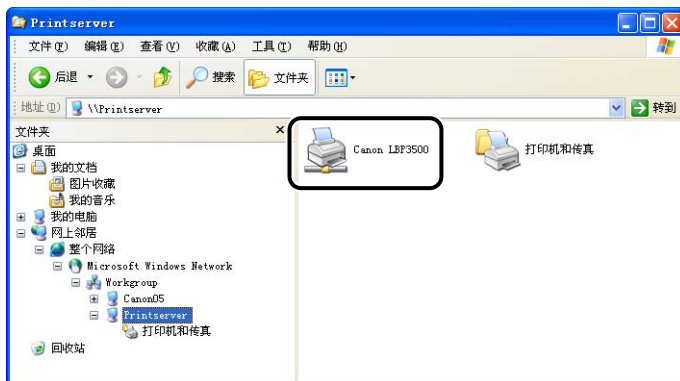 Printserver
文件(F) 编辑(E) 查看(V) 收藏(A) 工具(T) 帮助(H)
后退 搜索 文件夹
地址(D) \\Printserver 转到
文件夹 ×
桌面
我的文档
图片收藏
我的音乐
我的电脑
网上邻居
整个网络
Microsoft Windows Network
Workgroup
Canon05
Printserver
打印机和传真
回收站
Canon LBP3500
打印机和传真